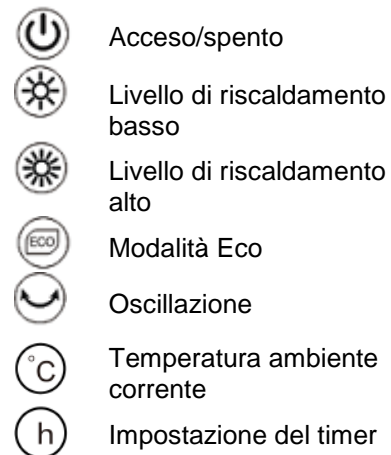 Acceso/spento
Livello di riscaldamento
basso
Livello di riscaldamento
alto
ECO Modalità Eco
Oscillazione
°C Temperatura ambiente
corrente
h Impostazione del timer